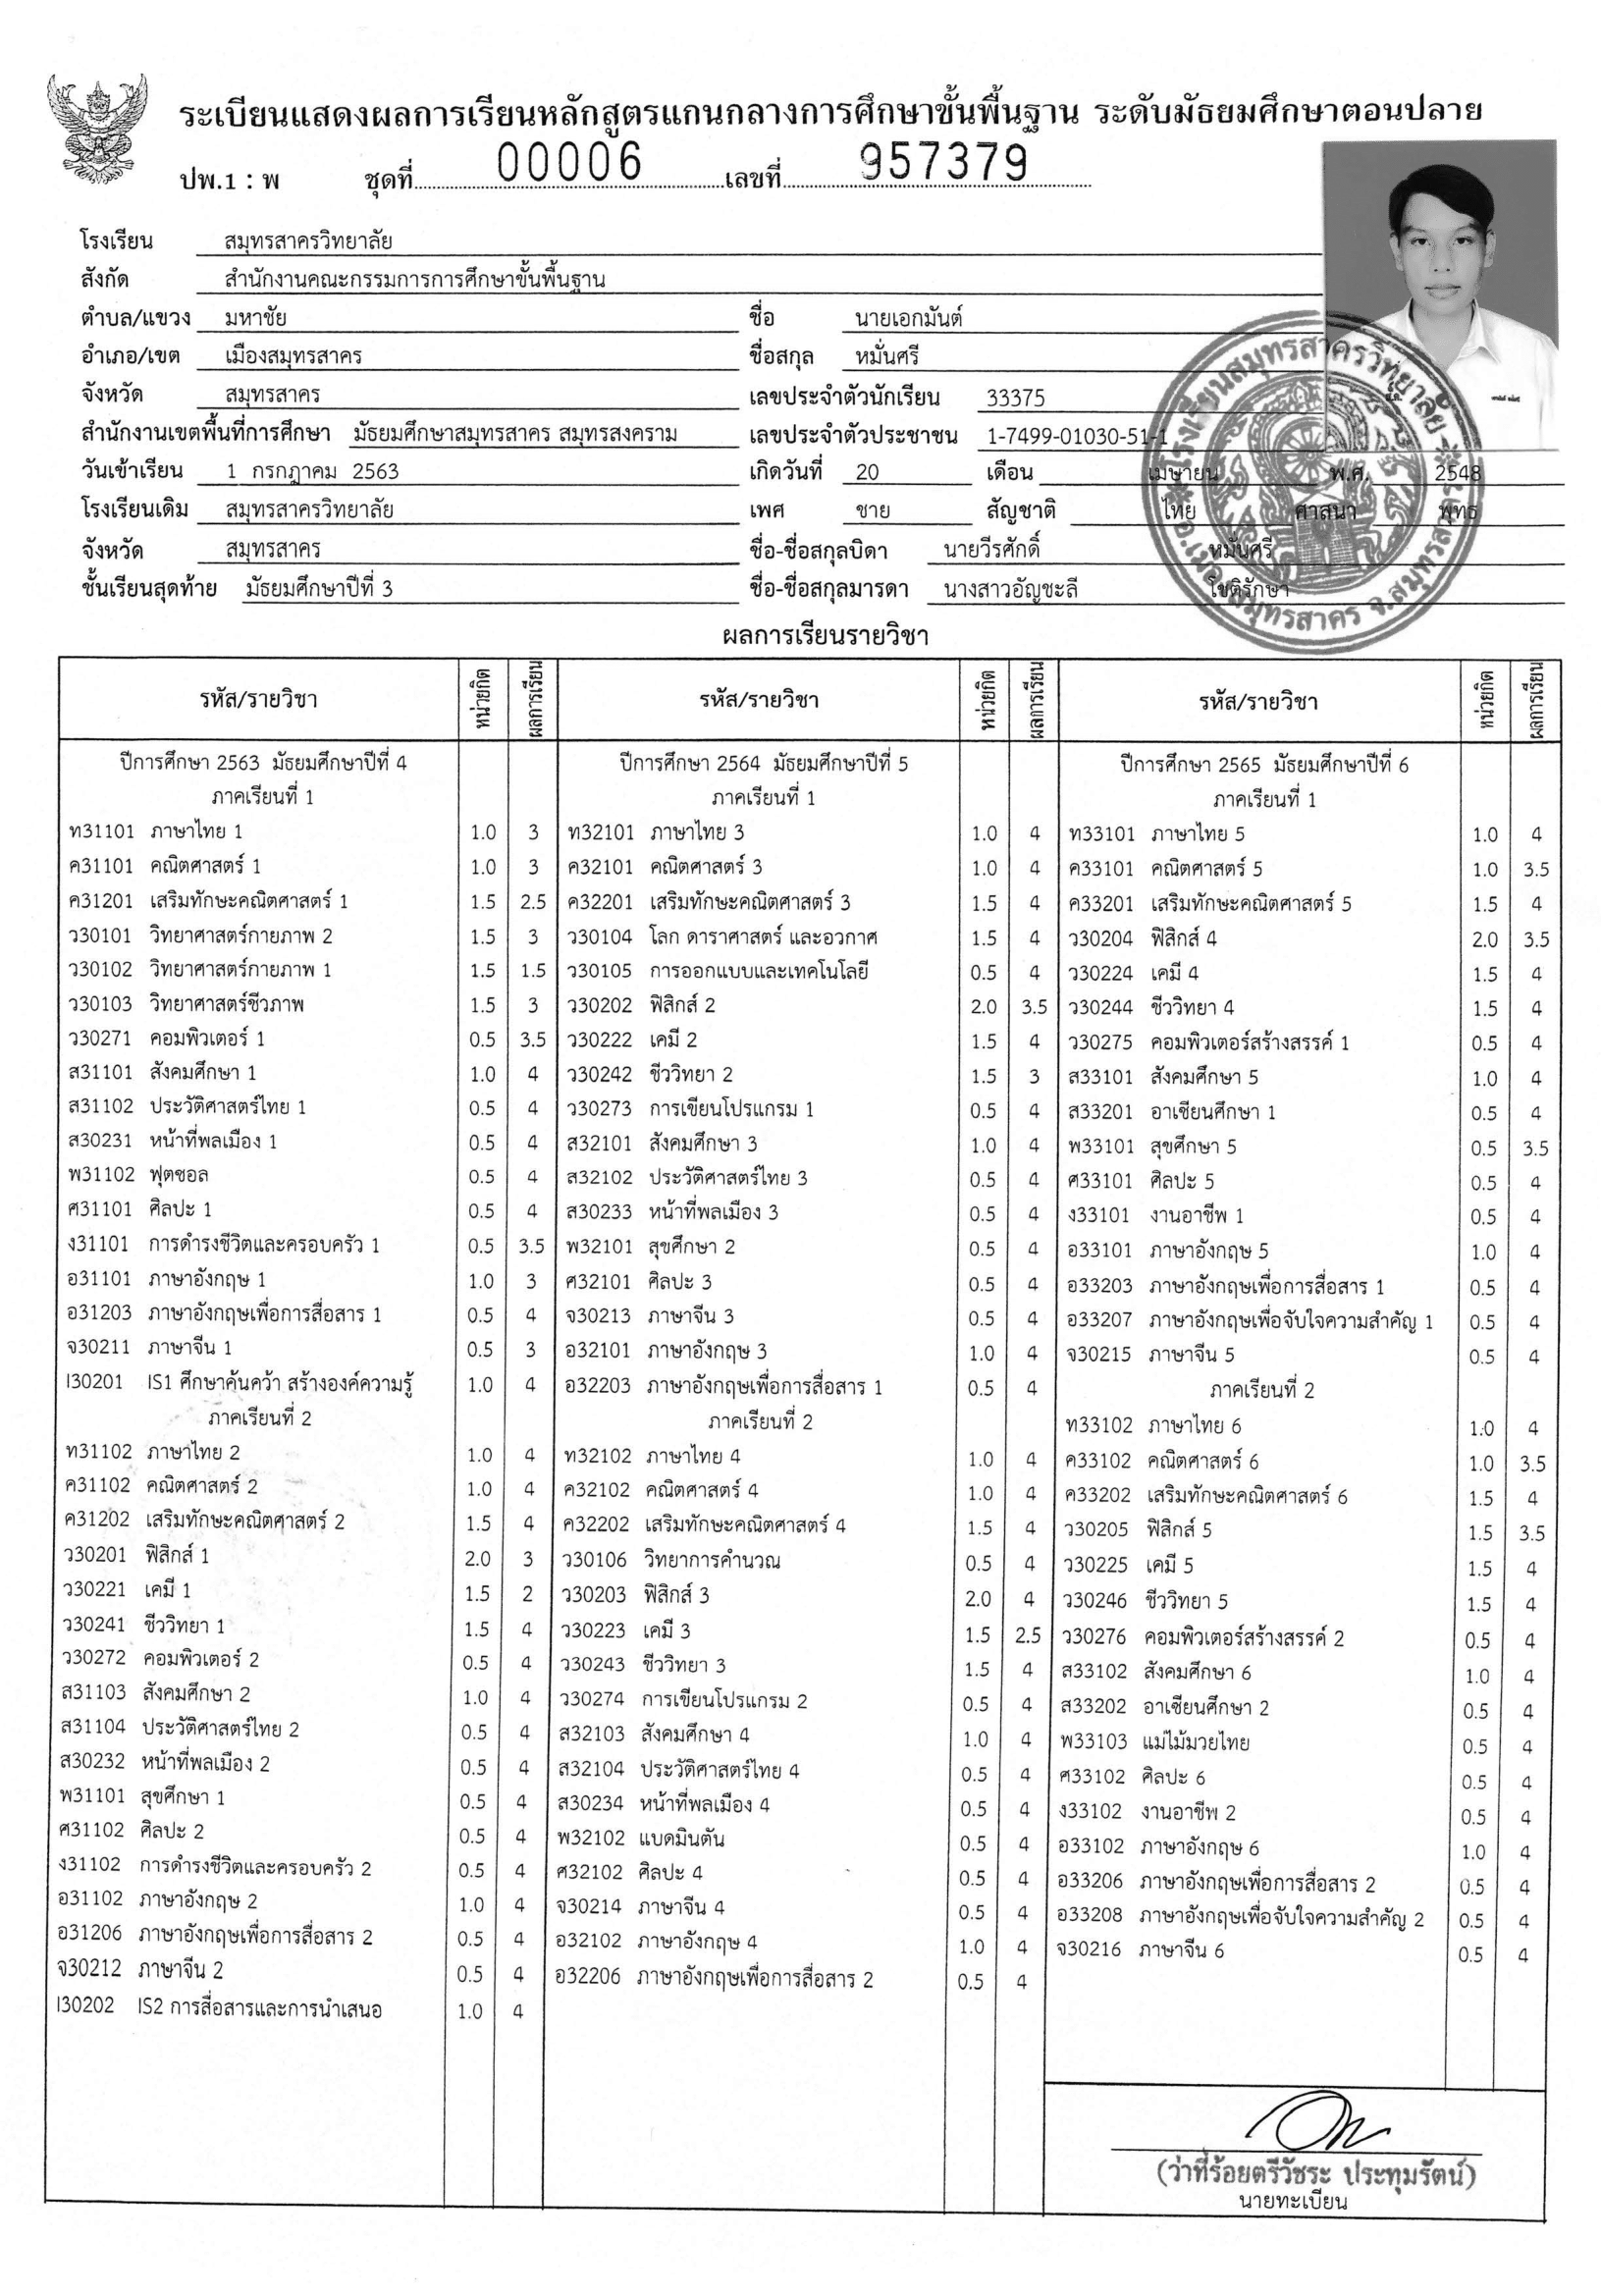 ระเบียนแสดงผลการเรียนหลักสูตรแกนกลางการศึกษาขั้นพื้นฐาน ระดับมัธยมศึกษาตอนปลาย
ปพ.1 : พ ชุดที่ 00006 เลขที่ 957379
โรงเรียน สมุทรสาครวิทยาลัย
สังกัด สำนักงานคณะกรรมการการศึกษาขั้นพื้นฐาน
ตำบล/แขวง มหาชัย
อำเภอ/เขต เมืองสมุทรสาคร
จังหวัด สมุทรสาคร
สำนักงานเขตพื้นที่การศึกษา มัธยมศึกษาสมุทรสาคร สมุทรสงคราม
วันเข้าเรียน 1 กรกฎาคม 2563
โรงเรียนเดิม สมุทรสาครวิทยาลัย
จังหวัด สมุทรสาคร
ชั้นเรียนสุดท้าย มัธยมศึกษาปีที่ 3
ชื่อ นายเอกมันต์
ชื่อสกุล หมั่นศรี
เลขประจำตัวนักเรียน 33375
เลขประจำตัวประชาชน 1-7499-01030-51-1
เกิดวันที่ 20 เดือน เมษายน พ.ศ. 2548
เพศ ชาย สัญชาติ ไทย ศาสนา พุทธ
ชื่อ-ชื่อสกุลบิดา นายวีรศักดิ์ หมั่นศรี
ชื่อ-ชื่อสกุลมารดา นางสาวอัญชะลี โชติรักษา
โรงเรียนสมุทรสาครวิทยาลัย
อ.เมืองสมุทรสาคร จ.สมุทรสาคร
ผลการเรียนรายวิชา
รหัส/รายวิชา หน่วยกิต ผลการเรียน
ปีการศึกษา 2563 มัธยมศึกษาปีที่ 4
ภาคเรียนที่ 1
ท31101 ภาษาไทย 1 1.0 3
ค31101 คณิตศาสตร์ 1 1.0 3
ค31201 เสริมทักษะคณิตศาสตร์ 1 1.5 2.5
ว30101 วิทยาศาสตร์กายภาพ 2 1.5 3
ว30102 วิทยาศาสตร์กายภาพ 1 1.5 1.5
ว30103 วิทยาศาสตร์ชีวภาพ 1.5 3
ว30271 คอมพิวเตอร์ 1 0.5 3.5
ส31101 สังคมศึกษา 1 1.0 4
ส31102 ประวัติศาสตร์ไทย 1 0.5 4
ส30231 หน้าที่พลเมือง 1 0.5 4
พ31102 ฟุตซอล 0.5 4
ศ31101 ศิลปะ 1 0.5 4
ง31101 การดำรงชีวิตและครอบครัว 1 0.5 3.5
อ31101 ภาษาอังกฤษ 1 1.0 3
อ31203 ภาษาอังกฤษเพื่อการสื่อสาร 1 0.5 4
จ30211 ภาษาจีน 1 0.5 3
I30201 IS1 ศึกษาค้นคว้า สร้างองค์ความรู้ 1.0 4
ภาคเรียนที่ 2
ท31102 ภาษาไทย 2 1.0 4
ค31102 คณิตศาสตร์ 2 1.0 4
ค31202 เสริมทักษะคณิตศาสตร์ 2 1.5 4
ว30201 ฟิสิกส์ 1 2.0 3
ว30221 เคมี 1 1.5 2
ว30241 ชีววิทยา 1 1.5 4
ว30272 คอมพิวเตอร์ 2 0.5 4
ส31103 สังคมศึกษา 2 1.0 4
ส31104 ประวัติศาสตร์ไทย 2 0.5 4
ส30232 หน้าที่พลเมือง 2 0.5 4
พ31101 สุขศึกษา 1 0.5 4
ศ31102 ศิลปะ 2 0.5 4
ง31102 การดำรงชีวิตและครอบครัว 2 0.5 4
อ31102 ภาษาอังกฤษ 2 1.0 4
อ31206 ภาษาอังกฤษเพื่อการสื่อสาร 2 0.5 4
จ30212 ภาษาจีน 2 0.5 4
I30202 IS2 การสื่อสารและการนำเสนอ 1.0 4
รหัส/รายวิชา หน่วยกิต ผลการเรียน
ปีการศึกษา 2564 มัธยมศึกษาปีที่ 5
ภาคเรียนที่ 1
ท32101 ภาษาไทย 3 1.0 4
ค32101 คณิตศาสตร์ 3 1.0 4
ค32201 เสริมทักษะคณิตศาสตร์ 3 1.5 4
ว30104 โลก ดาราศาสตร์ และอวกาศ 1.5 4
ว30105 การออกแบบและเทคโนโลยี 0.5 4
ว30202 ฟิสิกส์ 2 2.0 3.5
ว30222 เคมี 2 1.5 4
ว30242 ชีววิทยา 2 1.5 3
ว30273 การเขียนโปรแกรม 1 0.5 4
ส32101 สังคมศึกษา 3 1.0 4
ส32102 ประวัติศาสตร์ไทย 3 0.5 4
ส30233 หน้าที่พลเมือง 3 0.5 4
พ32101 สุขศึกษา 2 0.5 4
ศ32101 ศิลปะ 3 0.5 4
จ30213 ภาษาจีน 3 0.5 4
อ32101 ภาษาอังกฤษ 3 1.0 4
อ32203 ภาษาอังกฤษเพื่อการสื่อสาร 1 0.5 4
ภาคเรียนที่ 2
ท32102 ภาษาไทย 4 1.0 4
ค32102 คณิตศาสตร์ 4 1.0 4
ค32202 เสริมทักษะคณิตศาสตร์ 4 1.5 4
ว30106 วิทยาการคำนวณ 0.5 4
ว30203 ฟิสิกส์ 3 2.0 4
ว30223 เคมี 3 1.5 2.5
ว30243 ชีววิทยา 3 1.5 4
ว30274 การเขียนโปรแกรม 2 0.5 4
ส32103 สังคมศึกษา 4 1.0 4
ส32104 ประวัติศาสตร์ไทย 4 0.5 4
ส30234 หน้าที่พลเมือง 4 0.5 4
พ32102 แบดมินตัน 0.5 4
ศ32102 ศิลปะ 4 0.5 4
จ30214 ภาษาจีน 4 0.5 4
อ32102 ภาษาอังกฤษ 4 1.0 4
อ32206 ภาษาอังกฤษเพื่อการสื่อสาร 2 0.5 4
รหัส/รายวิชา หน่วยกิต ผลการเรียน
ปีการศึกษา 2565 มัธยมศึกษาปีที่ 6
ภาคเรียนที่ 1
ท33101 ภาษาไทย 5 1.0 4
ค33101 คณิตศาสตร์ 5 1.0 3.5
ค33201 เสริมทักษะคณิตศาสตร์ 5 1.5 4
ว30204 ฟิสิกส์ 4 2.0 3.5
ว30224 เคมี 4 1.5 4
ว30244 ชีววิทยา 4 1.5 4
ว30275 คอมพิวเตอร์สร้างสรรค์ 1 0.5 4
ส33101 สังคมศึกษา 5 1.0 4
ส33201 อาเซียนศึกษา 1 0.5 4
พ33101 สุขศึกษา 5 0.5 3.5
ศ33101 ศิลปะ 5 0.5 4
ง33101 งานอาชีพ 1 0.5 4
อ33101 ภาษาอังกฤษ 5 1.0 4
อ33203 ภาษาอังกฤษเพื่อการสื่อสาร 1 0.5 4
อ33207 ภาษาอังกฤษเพื่อจับใจความสำคัญ 1 0.5 4
จ30215 ภาษาจีน 5 0.5 4
ภาคเรียนที่ 2
ท33102 ภาษาไทย 6 1.0 4
ค33102 คณิตศาสตร์ 6 1.0 3.5
ค33202 เสริมทักษะคณิตศาสตร์ 6 1.5 4
ว30205 ฟิสิกส์ 5 1.5 3.5
ว30225 เคมี 5 1.5 4
ว30246 ชีววิทยา 5 1.5 4
ว30276 คอมพิวเตอร์สร้างสรรค์ 2 0.5 4
ส33102 สังคมศึกษา 6 1.0 4
ส33202 อาเซียนศึกษา 2 0.5 4
พ33103 แม่ไม้มวยไทย 0.5 4
ศ33102 ศิลปะ 6 0.5 4
ง33102 งานอาชีพ 2 0.5 4
อ33102 ภาษาอังกฤษ 6 1.0 4
อ33206 ภาษาอังกฤษเพื่อการสื่อสาร 2 0.5 4
อ33208 ภาษาอังกฤษเพื่อจับใจความสำคัญ 2 0.5 4
จ30216 ภาษาจีน 6 0.5 4
(ว่าที่ร้อยตรีวัชระ ประทุมรัตน์)
นายทะเบียน